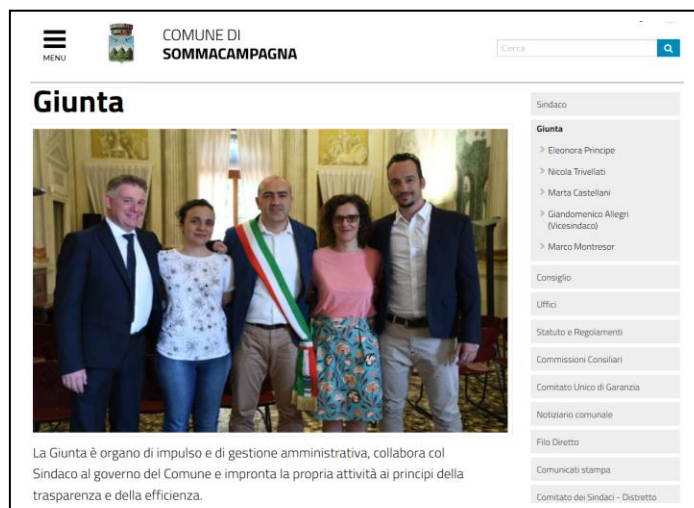 MENU
COMUNE DI
SOMMACAMPAGNA
Cerca
Giunta
La Giunta è organo di impulso e di gestione amministrativa, collabora col
Sindaco al governo del Comune e impronta la propria attività ai principi della
trasparenza e della efficienza.
Sindaco
Giunta
> Eleonora Principe
> Nicola Trivellati
> Marta Castellani
> Giandomenico Allegri
(Vicesindaco)
> Marco Montresor
Consiglio
Uffici
Statuto e Regolamenti
Commissioni Consiliari
Comitato Unico di Garanzia
Notiziario comunale
Filo Diretto
Comunicati stampa
Comitato dei Sindaci - Distretto